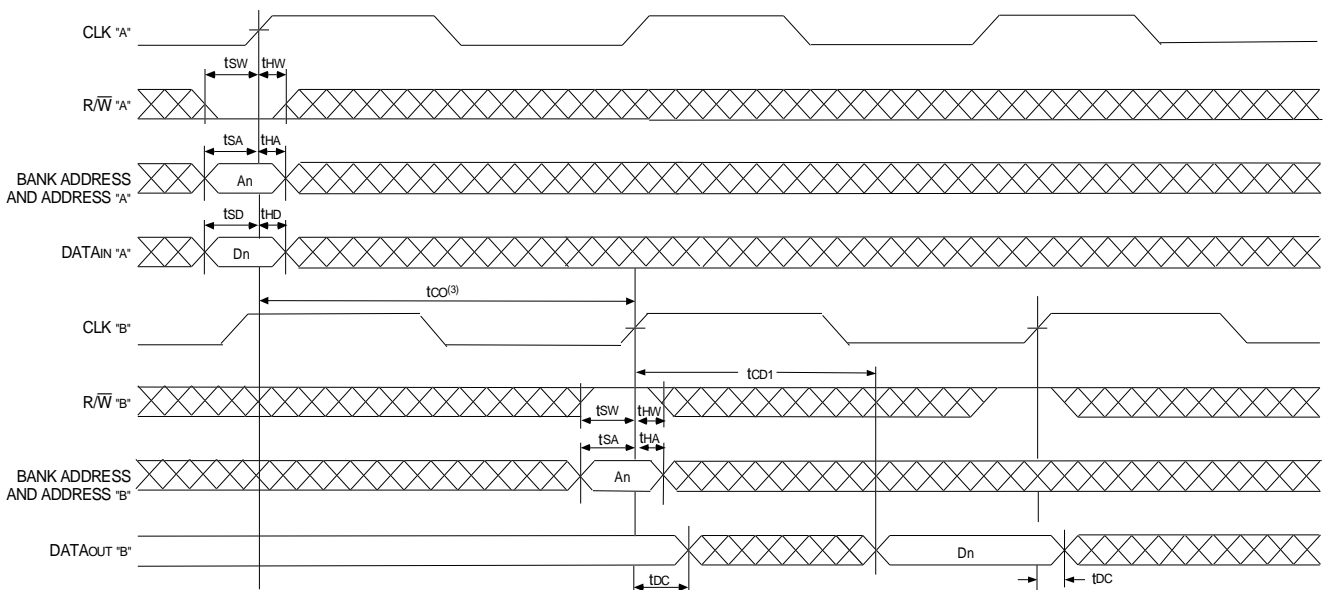 CLK "A"
tSW tHW
R/W̅ "A"
tSA tHA
BANK ADDRESS
AND ADDRESS "A"
An
tSD tHD
DATAIN "A"
Dn
tCO(3)
CLK "B"
tCD1
R/W̅ "B"
tSW tHW
tSA tHA
BANK ADDRESS
AND ADDRESS "B"
An
DATAOUT "B"
Dn
tDC tDC